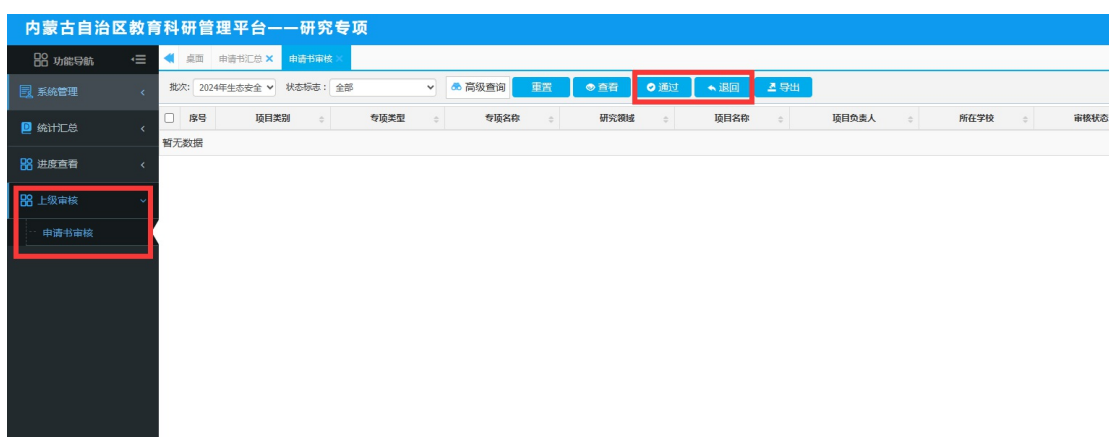 内蒙古自治区教育科研管理平台——研究专项
功能导航 桌面 申请书汇总 × 申请书审核 ×
系统管理 批次: 2024年生态安全 状态标志： 全部 高级查询 重置 查看 通过 退回 导出
统计汇总 序号 项目类别 专项类型 专项名称 研究领域 项目名称 项目负责人 所在学校 审核状态
暂无数据
进度查看
上级审核
申请书审核